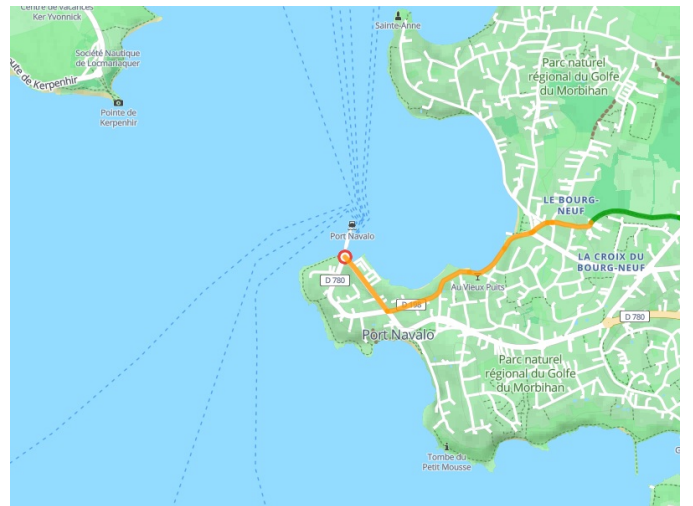 Centre de vacances
Ker Yvonnick
Société Nautique
de Locmariaquer
oute de Kerpenhir
Pointe de
Kerpenhir
Sainte-Anne
Parc naturel
régional du Golfe
du Morbihan
LE BOURG-
NEUF
Port Navalo
LA CROIX DU
BOURG-NEUF
D 780
Au Vieux Puits
D 780
Port Navalo
Parc naturel
régional du Golfe
du Morbihan
Tombe du
Petit Mousse